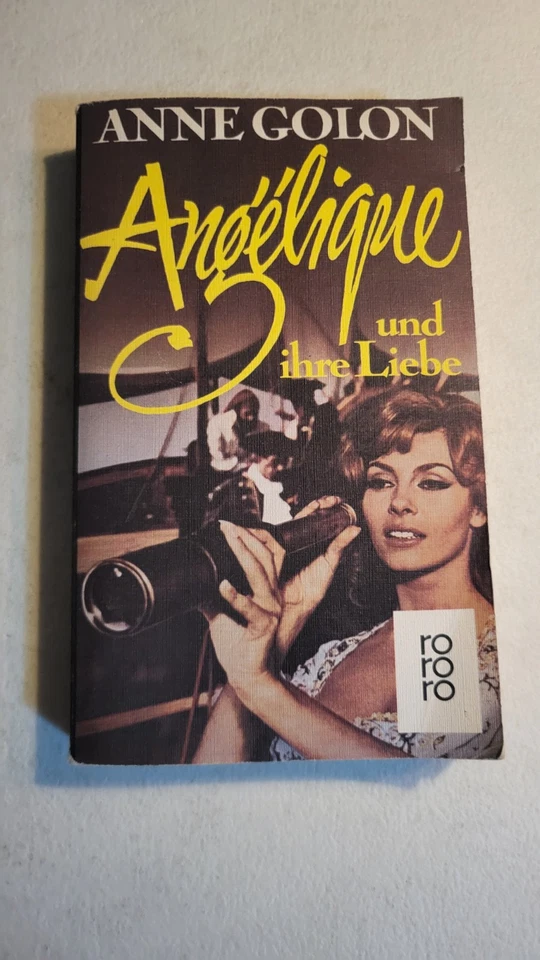 ANNE GOLON
Angélique
und
ihre Liebe
ro
ro
ro